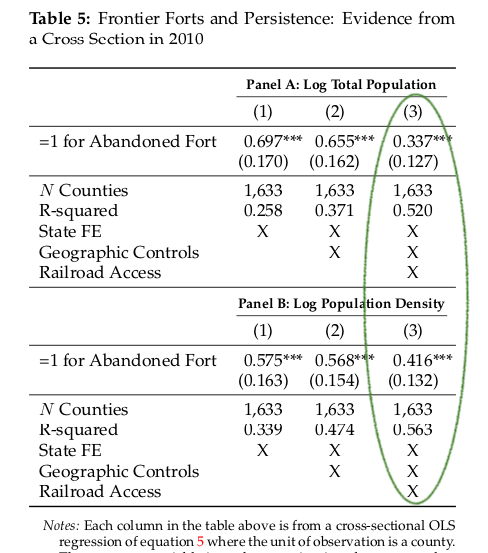 Table 5: Frontier Forts and Persistence: Evidence from
a Cross Section in 2010
Panel A: Log Total Population
(1) (2) (3)
=1 for Abandoned Fort 0.697*** 0.655*** 0.337***
(0.170) (0.162) (0.127)
N Counties 1,633 1,633 1,633
R-squared 0.258 0.371 0.520
State FE X X X
Geographic Controls X X
Railroad Access X
Panel B: Log Population Density
(1) (2) (3)
=1 for Abandoned Fort 0.575*** 0.568*** 0.416***
(0.163) (0.154) (0.132)
N Counties 1,633 1,633 1,633
R-squared 0.339 0.474 0.563
State FE X X X
Geographic Controls X X
Railroad Access X
Notes: Each column in the table above is from a cross-sectional OLS
regression of equation 5 where the unit of observation is a county.